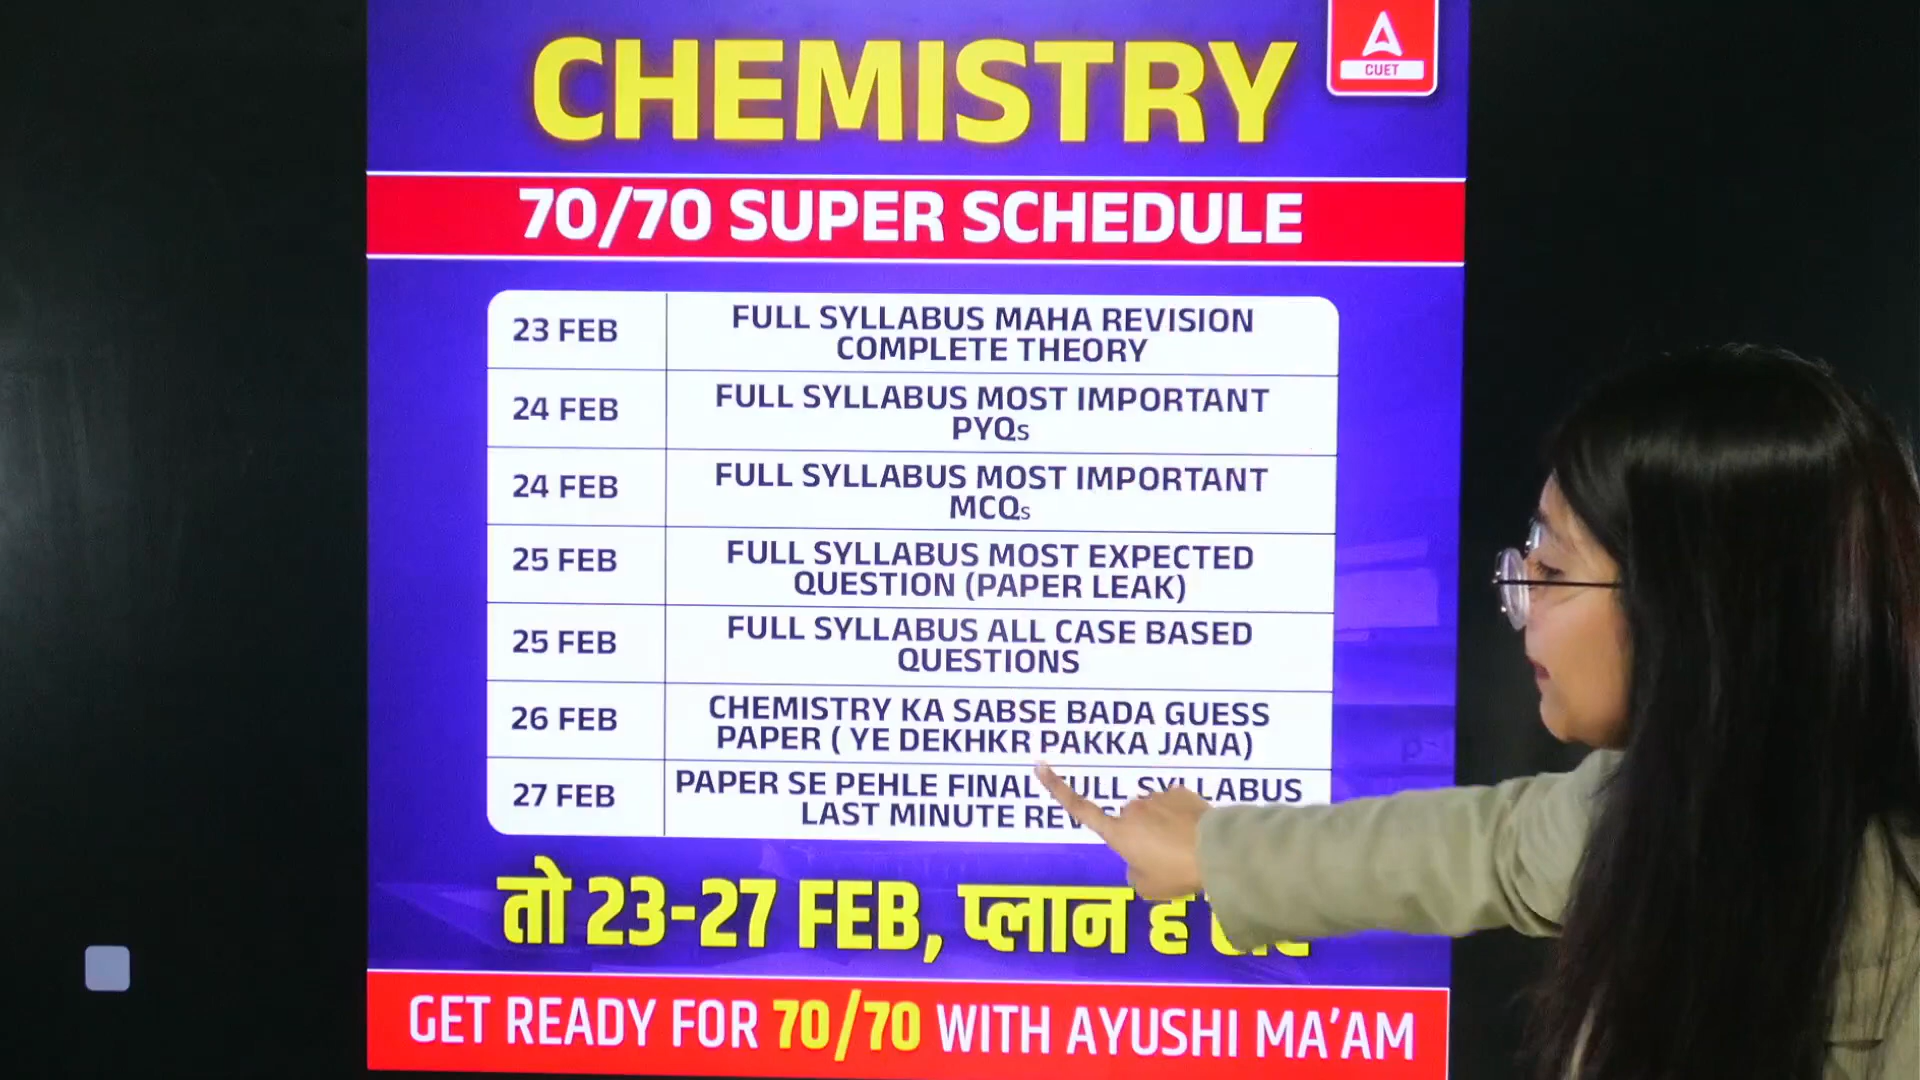 CHEMISTRY
CUET
70/70 SUPER SCHEDULE
23 FEB
FULL SYLLABUS MAHA REVISION
COMPLETE THEORY
24 FEB
FULL SYLLABUS MOST IMPORTANT
PYQs
24 FEB
FULL SYLLABUS MOST IMPORTANT
MCQs
25 FEB
FULL SYLLABUS MOST EXPECTED
QUESTION (PAPER LEAK)
25 FEB
FULL SYLLABUS ALL CASE BASED
QUESTIONS
26 FEB
CHEMISTRY KA SABSE BADA GUESS
PAPER ( YE DEKHKR PAKKA JANA)
27 FEB
PAPER SE PEHLE FINAL FULL SYLLABUS
LAST MINUTE
तो 23-27 FEB, प्लान
GET READY FOR 70/70 WITH AYUSHI MA'AM